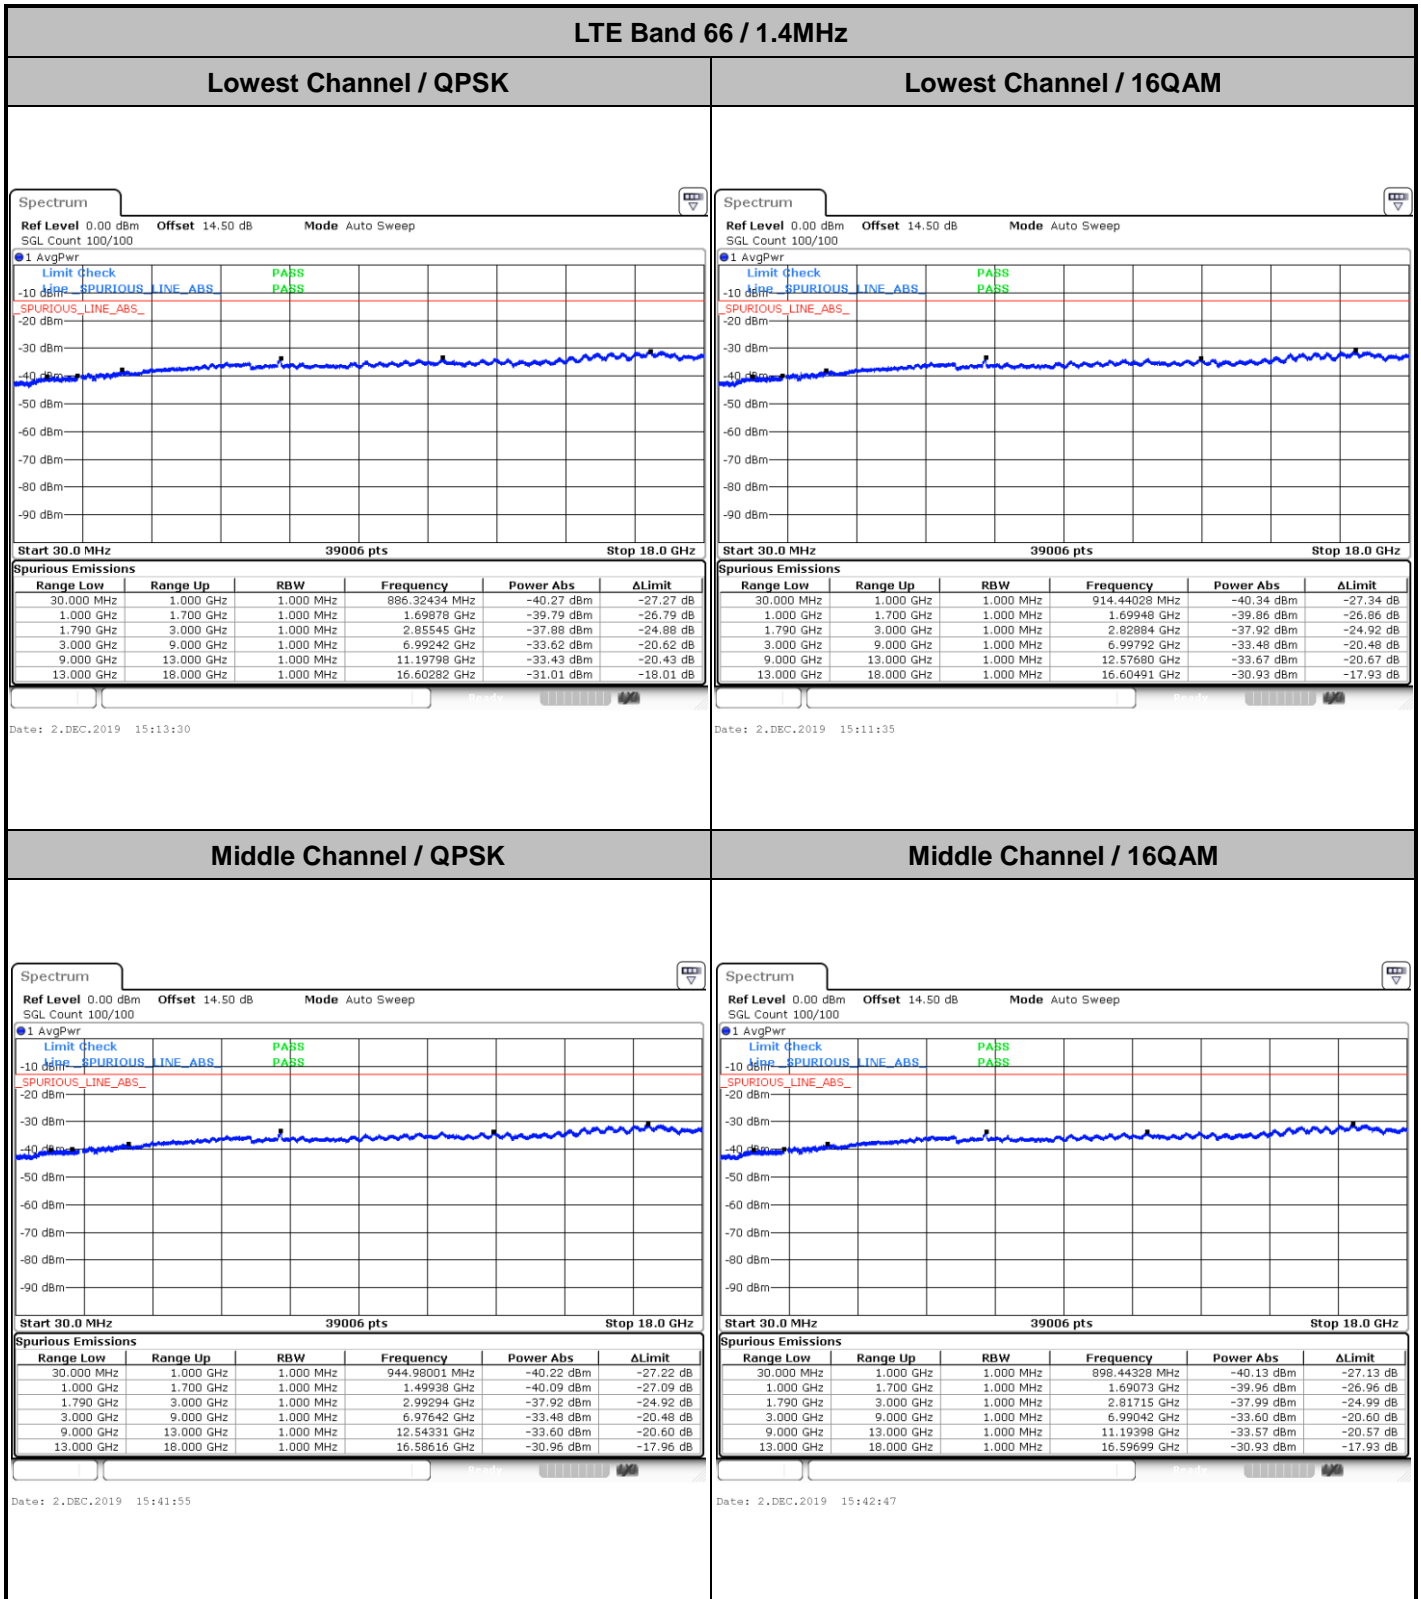 LTE Band 66 / 1.4MHz
Lowest Channel / QPSK
Lowest Channel / 16QAM
Spectrum
Ref Level 0.00 dBm Offset 14.50 dB Mode Auto Sweep
SGL Count 100/100
1 AvgPwr
Limit Check PASS
Line _SPURIOUS_LINE_ABS_ PASS
-10 dBm
_SPURIOUS_LINE_ABS_
-20 dBm
-30 dBm
-40 dBm
-50 dBm
-60 dBm
-70 dBm
-80 dBm
-90 dBm
Start 30.0 MHz 39006 pts Stop 18.0 GHz
Spurious Emissions
Range Low Range Up RBW Frequency Power Abs ΔLimit
30.000 MHz 1.000 GHz 1.000 MHz 886.32434 MHz -40.27 dBm -27.27 dB
1.000 GHz 1.700 GHz 1.000 MHz 1.69878 GHz -39.79 dBm -26.79 dB
1.790 GHz 3.000 GHz 1.000 MHz 2.85545 GHz -37.88 dBm -24.88 dB
3.000 GHz 9.000 GHz 1.000 MHz 6.99242 GHz -33.62 dBm -20.62 dB
9.000 GHz 13.000 GHz 1.000 MHz 11.19798 GHz -33.43 dBm -20.43 dB
13.000 GHz 18.000 GHz 1.000 MHz 16.60282 GHz -31.01 dBm -18.01 dB
Date: 2.DEC.2019 15:13:30
Spectrum
Ref Level 0.00 dBm Offset 14.50 dB Mode Auto Sweep
SGL Count 100/100
1 AvgPwr
Limit Check PASS
Line _SPURIOUS_LINE_ABS_ PASS
-10 dBm
_SPURIOUS_LINE_ABS_
-20 dBm
-30 dBm
-40 dBm
-50 dBm
-60 dBm
-70 dBm
-80 dBm
-90 dBm
Start 30.0 MHz 39006 pts Stop 18.0 GHz
Spurious Emissions
Range Low Range Up RBW Frequency Power Abs ΔLimit
30.000 MHz 1.000 GHz 1.000 MHz 914.44028 MHz -40.34 dBm -27.34 dB
1.000 GHz 1.700 GHz 1.000 MHz 1.69948 GHz -39.86 dBm -26.86 dB
1.790 GHz 3.000 GHz 1.000 MHz 2.82884 GHz -37.92 dBm -24.92 dB
3.000 GHz 9.000 GHz 1.000 MHz 6.99792 GHz -33.48 dBm -20.48 dB
9.000 GHz 13.000 GHz 1.000 MHz 12.57680 GHz -33.67 dBm -20.67 dB
13.000 GHz 18.000 GHz 1.000 MHz 16.60491 GHz -30.93 dBm -17.93 dB
Date: 2.DEC.2019 15:11:35
Middle Channel / QPSK
Middle Channel / 16QAM
Spectrum
Ref Level 0.00 dBm Offset 14.50 dB Mode Auto Sweep
SGL Count 100/100
1 AvgPwr
Limit Check PASS
Line _SPURIOUS_LINE_ABS_ PASS
-10 dBm
_SPURIOUS_LINE_ABS_
-20 dBm
-30 dBm
-40 dBm
-50 dBm
-60 dBm
-70 dBm
-80 dBm
-90 dBm
Start 30.0 MHz 39006 pts Stop 18.0 GHz
Spurious Emissions
Range Low Range Up RBW Frequency Power Abs ΔLimit
30.000 MHz 1.000 GHz 1.000 MHz 944.98001 MHz -40.22 dBm -27.22 dB
1.000 GHz 1.700 GHz 1.000 MHz 1.49938 GHz -40.09 dBm -27.09 dB
1.790 GHz 3.000 GHz 1.000 MHz 2.99294 GHz -37.92 dBm -24.92 dB
3.000 GHz 9.000 GHz 1.000 MHz 6.97642 GHz -33.48 dBm -20.48 dB
9.000 GHz 13.000 GHz 1.000 MHz 12.54331 GHz -33.60 dBm -20.60 dB
13.000 GHz 18.000 GHz 1.000 MHz 16.58616 GHz -30.96 dBm -17.96 dB
Date: 2.DEC.2019 15:41:55
Spectrum
Ref Level 0.00 dBm Offset 14.50 dB Mode Auto Sweep
SGL Count 100/100
1 AvgPwr
Limit Check PASS
Line _SPURIOUS_LINE_ABS_ PASS
-10 dBm
_SPURIOUS_LINE_ABS_
-20 dBm
-30 dBm
-40 dBm
-50 dBm
-60 dBm
-70 dBm
-80 dBm
-90 dBm
Start 30.0 MHz 39006 pts Stop 18.0 GHz
Spurious Emissions
Range Low Range Up RBW Frequency Power Abs ΔLimit
30.000 MHz 1.000 GHz 1.000 MHz 898.44328 MHz -40.13 dBm -27.13 dB
1.000 GHz 1.700 GHz 1.000 MHz 1.69073 GHz -39.96 dBm -26.96 dB
1.790 GHz 3.000 GHz 1.000 MHz 2.81715 GHz -37.99 dBm -24.99 dB
3.000 GHz 9.000 GHz 1.000 MHz 6.99042 GHz -33.60 dBm -20.60 dB
9.000 GHz 13.000 GHz 1.000 MHz 11.19398 GHz -33.57 dBm -20.57 dB
13.000 GHz 18.000 GHz 1.000 MHz 16.59699 GHz -30.93 dBm -17.93 dB
Date: 2.DEC.2019 15:42:47